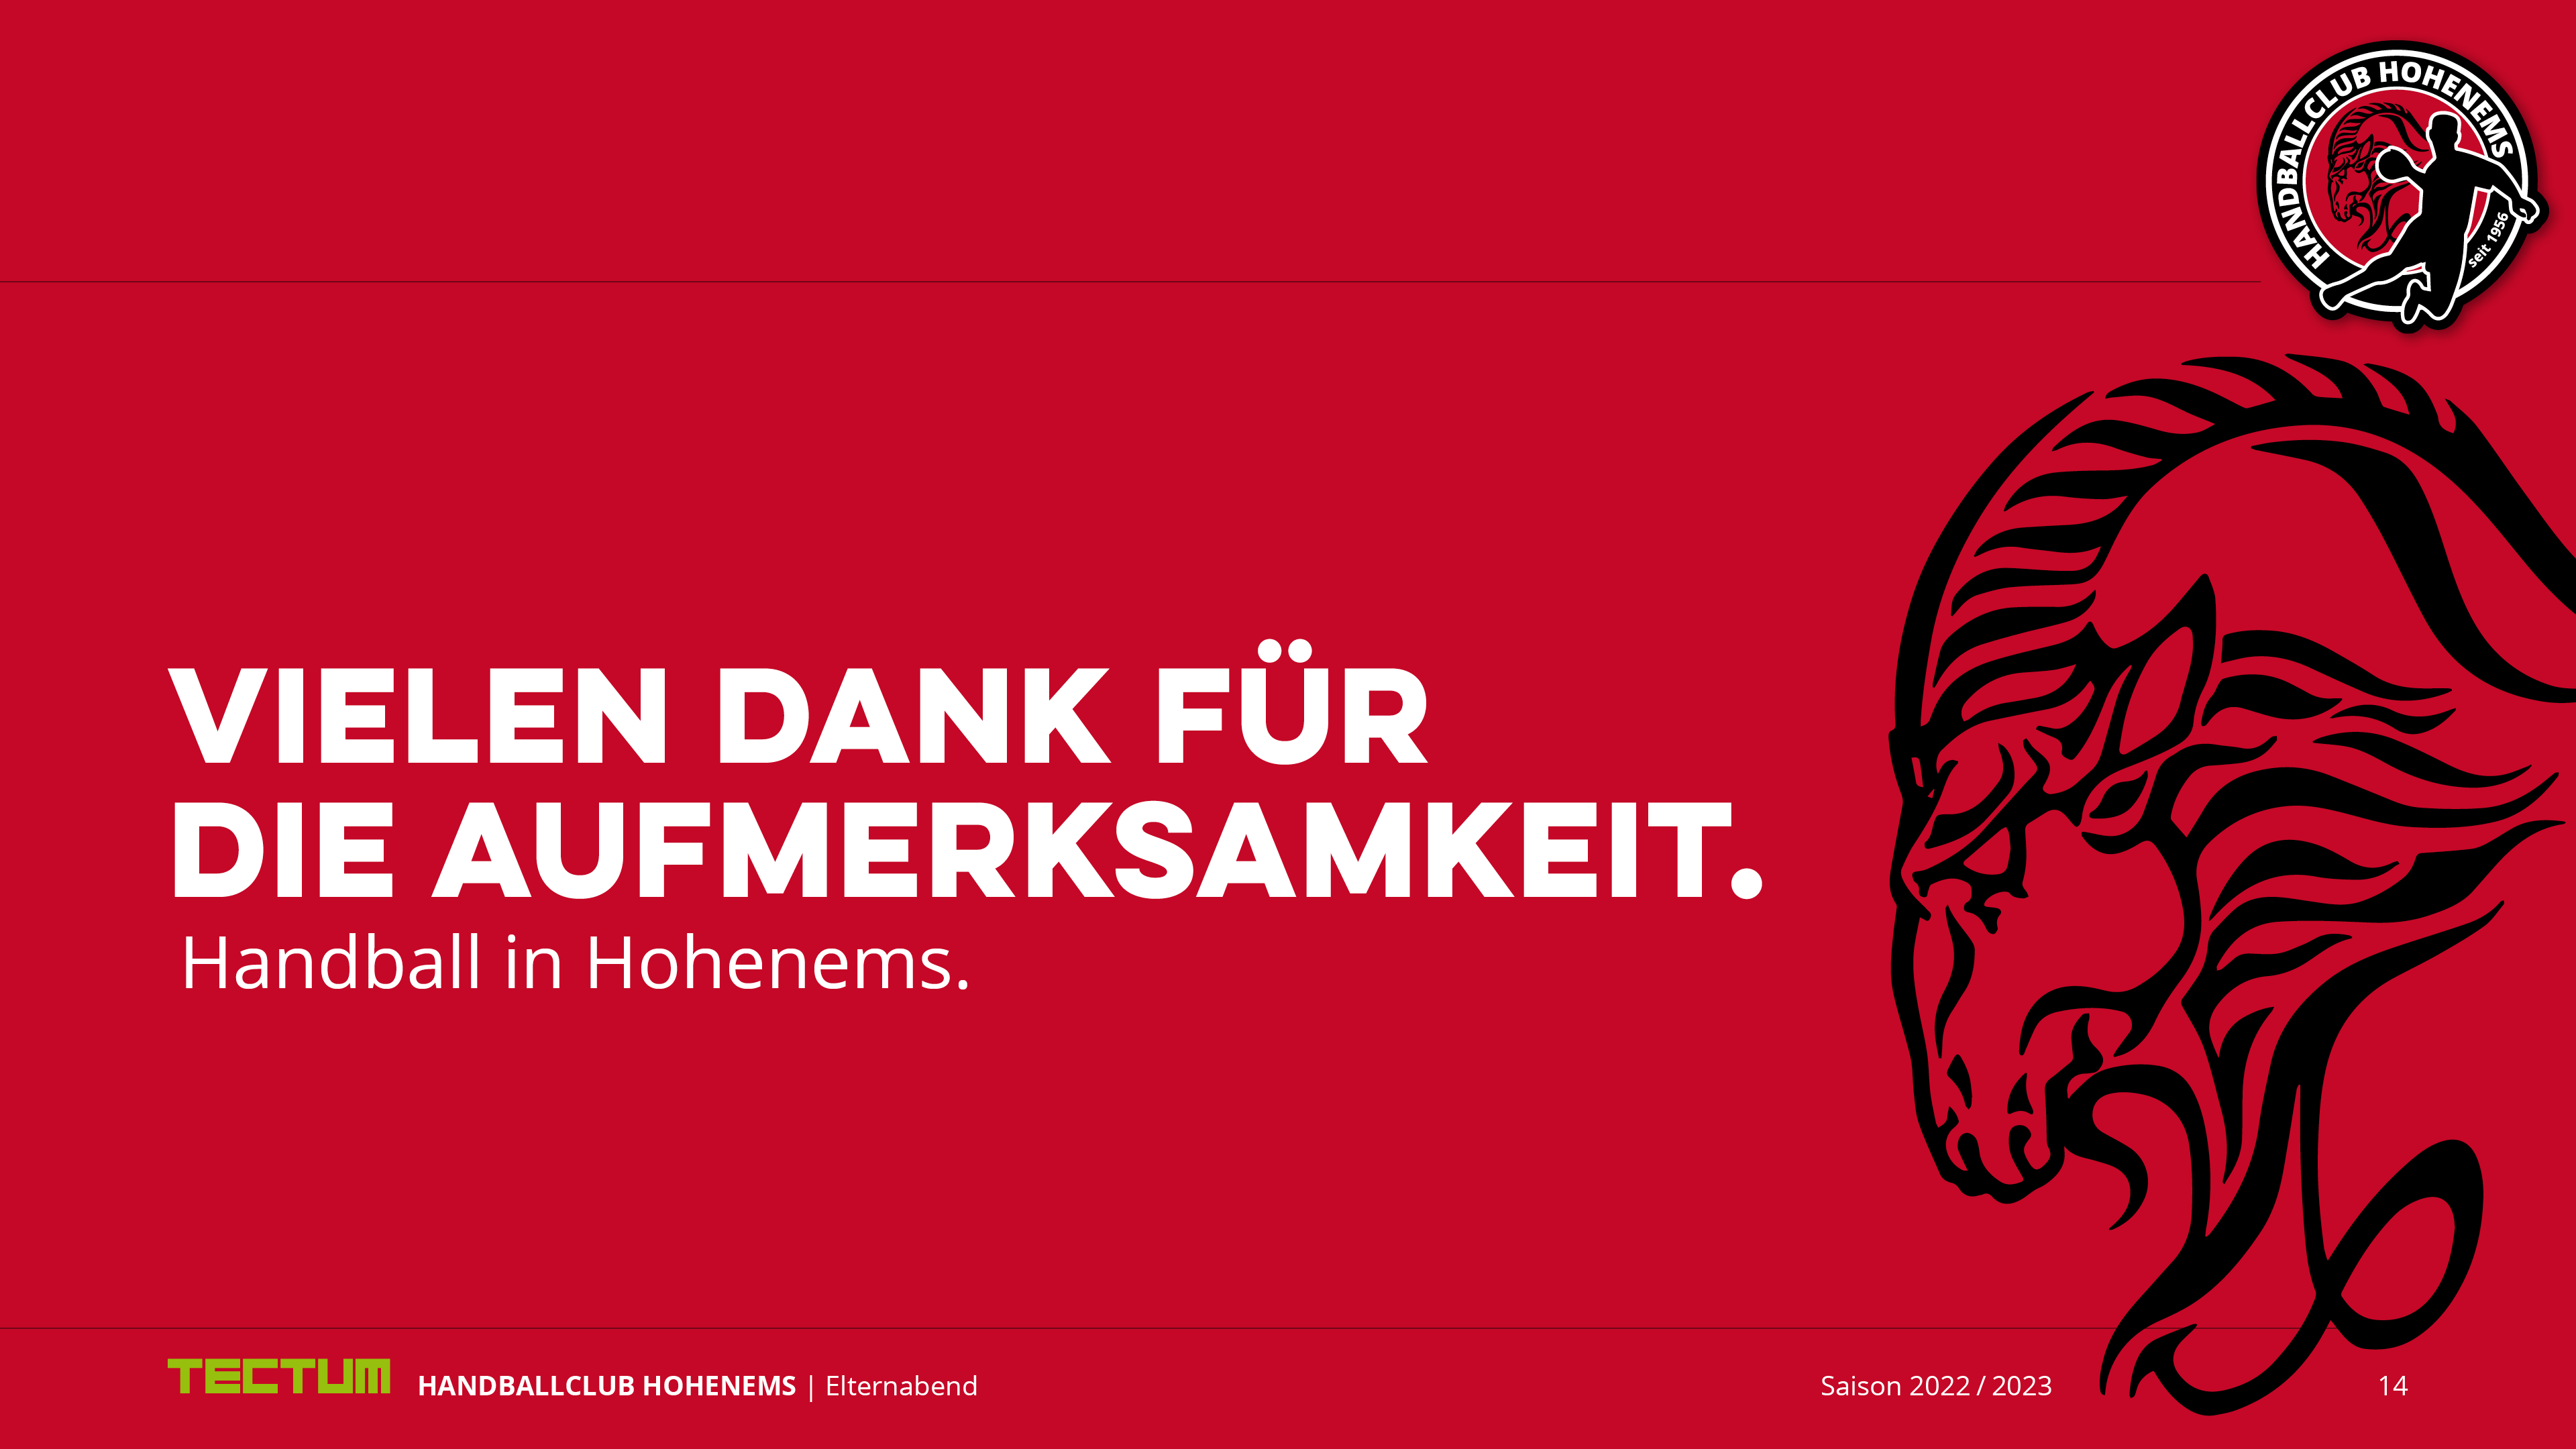 HANDBALLCLUB HOHENEMS
seit 1956
VIELEN DANK FÜR
DIE AUFMERKSAMKEIT.
Handball in Hohenems.
TECTUM HANDBALLCLUB HOHENEMS | Elternabend Saison 2022 / 2023 14